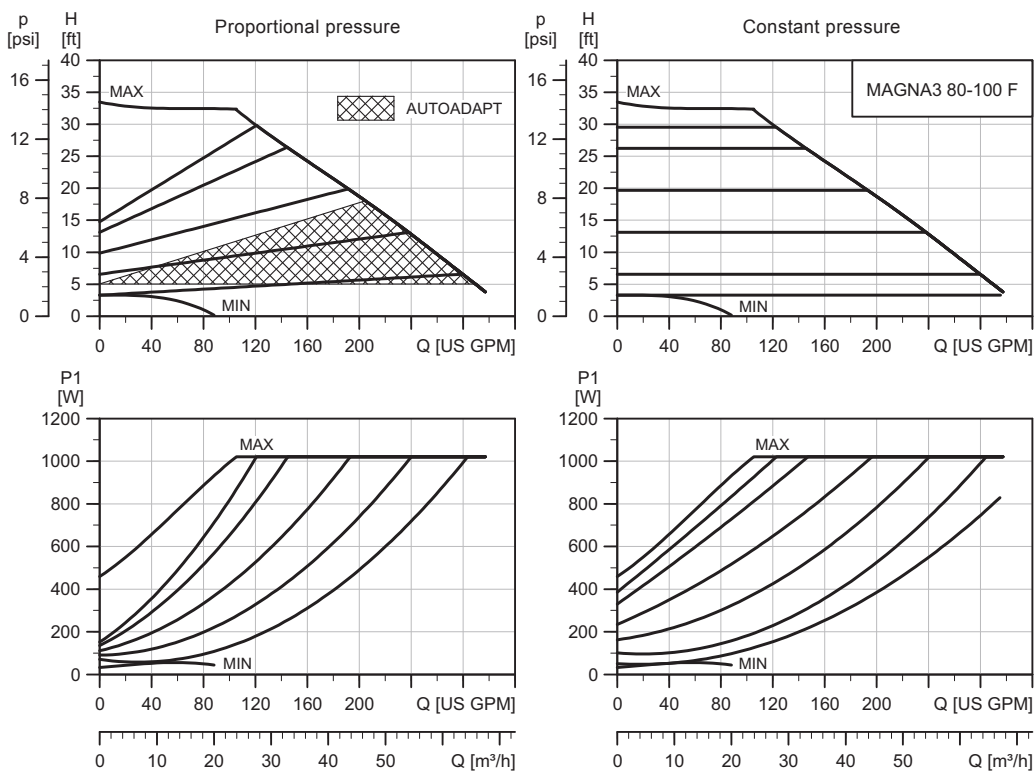 p
[psi]
H
[ft]
Proportional pressure
40
35
30
25
20
15
10
5
0
16
12
8
4
0
MAX
AUTOADAPT
MIN
0 40 80 120 160 200 Q [US GPM]
p
[psi]
H
[ft]
Constant pressure
40
35
30
25
20
15
10
5
0
16
12
8
4
0
MAX
MAGNA3 80-100 F
MIN
0 40 80 120 160 200 Q [US GPM]
P1
[W]
1200
1000
800
600
400
200
0
MAX
MIN
0 40 80 120 160 200 Q [US GPM]
0 10 20 30 40 50 Q [m³/h]
P1
[W]
1200
1000
800
600
400
200
0
MAX
MIN
0 40 80 120 160 200 Q [US GPM]
0 10 20 30 40 50 Q [m³/h]